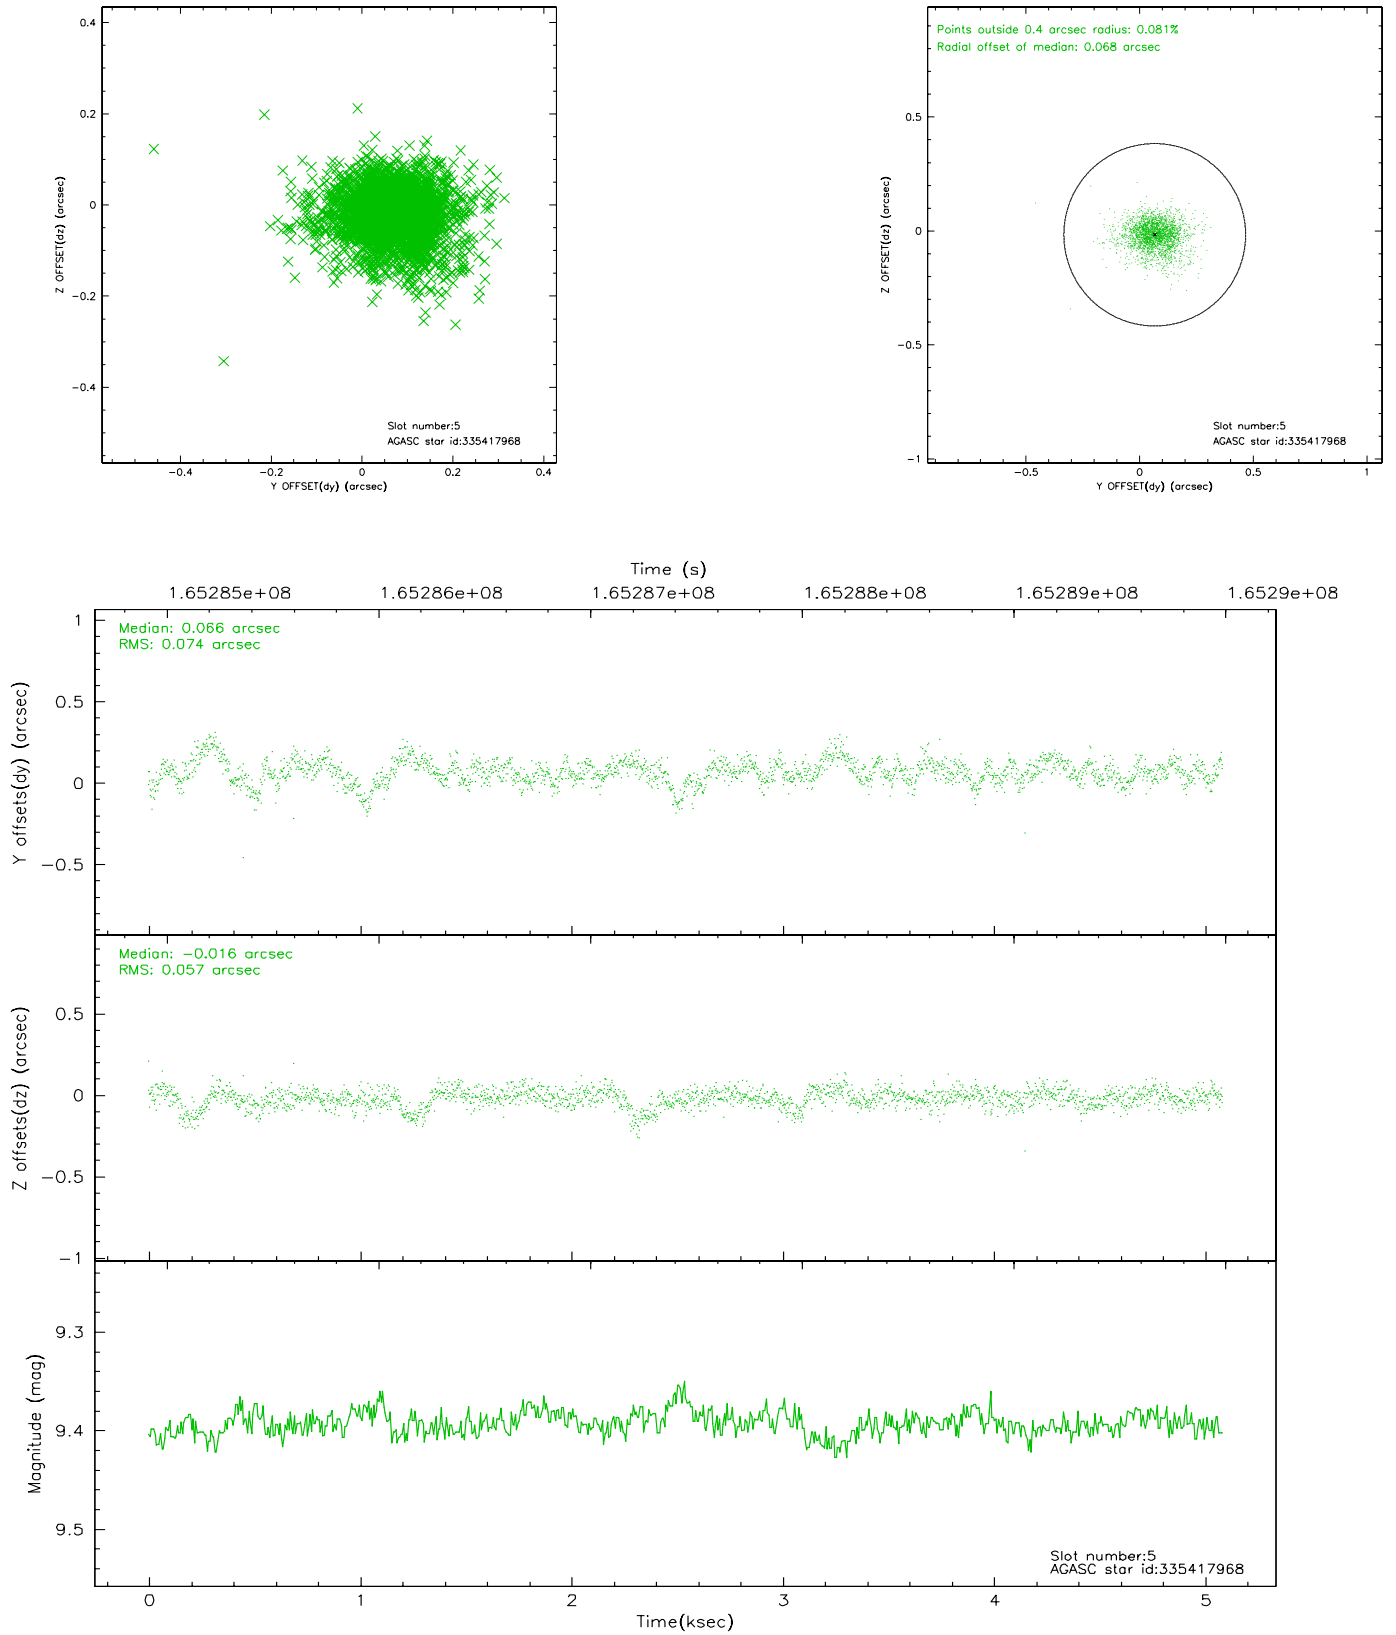 0.4
0.2
0
−0.2
−0.4
Z OFFSET(dz) (arcsec)
Slot number:5
AGASC star id:335417968
−0.4 −0.2 0 0.2 0.4
Y OFFSET(dy) (arcsec)
Points outside 0.4 arcsec radius: 0.081%
Radial offset of median: 0.068 arcsec
0.5
0
−0.5
−1
Z OFFSET(dz) (arcsec)
Slot number:5
AGASC star id:335417968
−0.5 0 0.5 1
Y OFFSET(dy) (arcsec)
Time (s)
1.65285e+08 1.65286e+08 1.65287e+08 1.65288e+08 1.65289e+08 1.6529e+08
Median: 0.066 arcsec
RMS: 0.074 arcsec
1
0.5
0
−0.5
Y offsets(dy) (arcsec)
Median: −0.016 arcsec
RMS: 0.057 arcsec
0.5
0
−0.5
−1
Z offsets(dz) (arcsec)
9.3
9.4
9.5
Magnitude (mag)
Slot number:5
AGASC star id:335417968
0 1 2 3 4 5
Time(ksec)